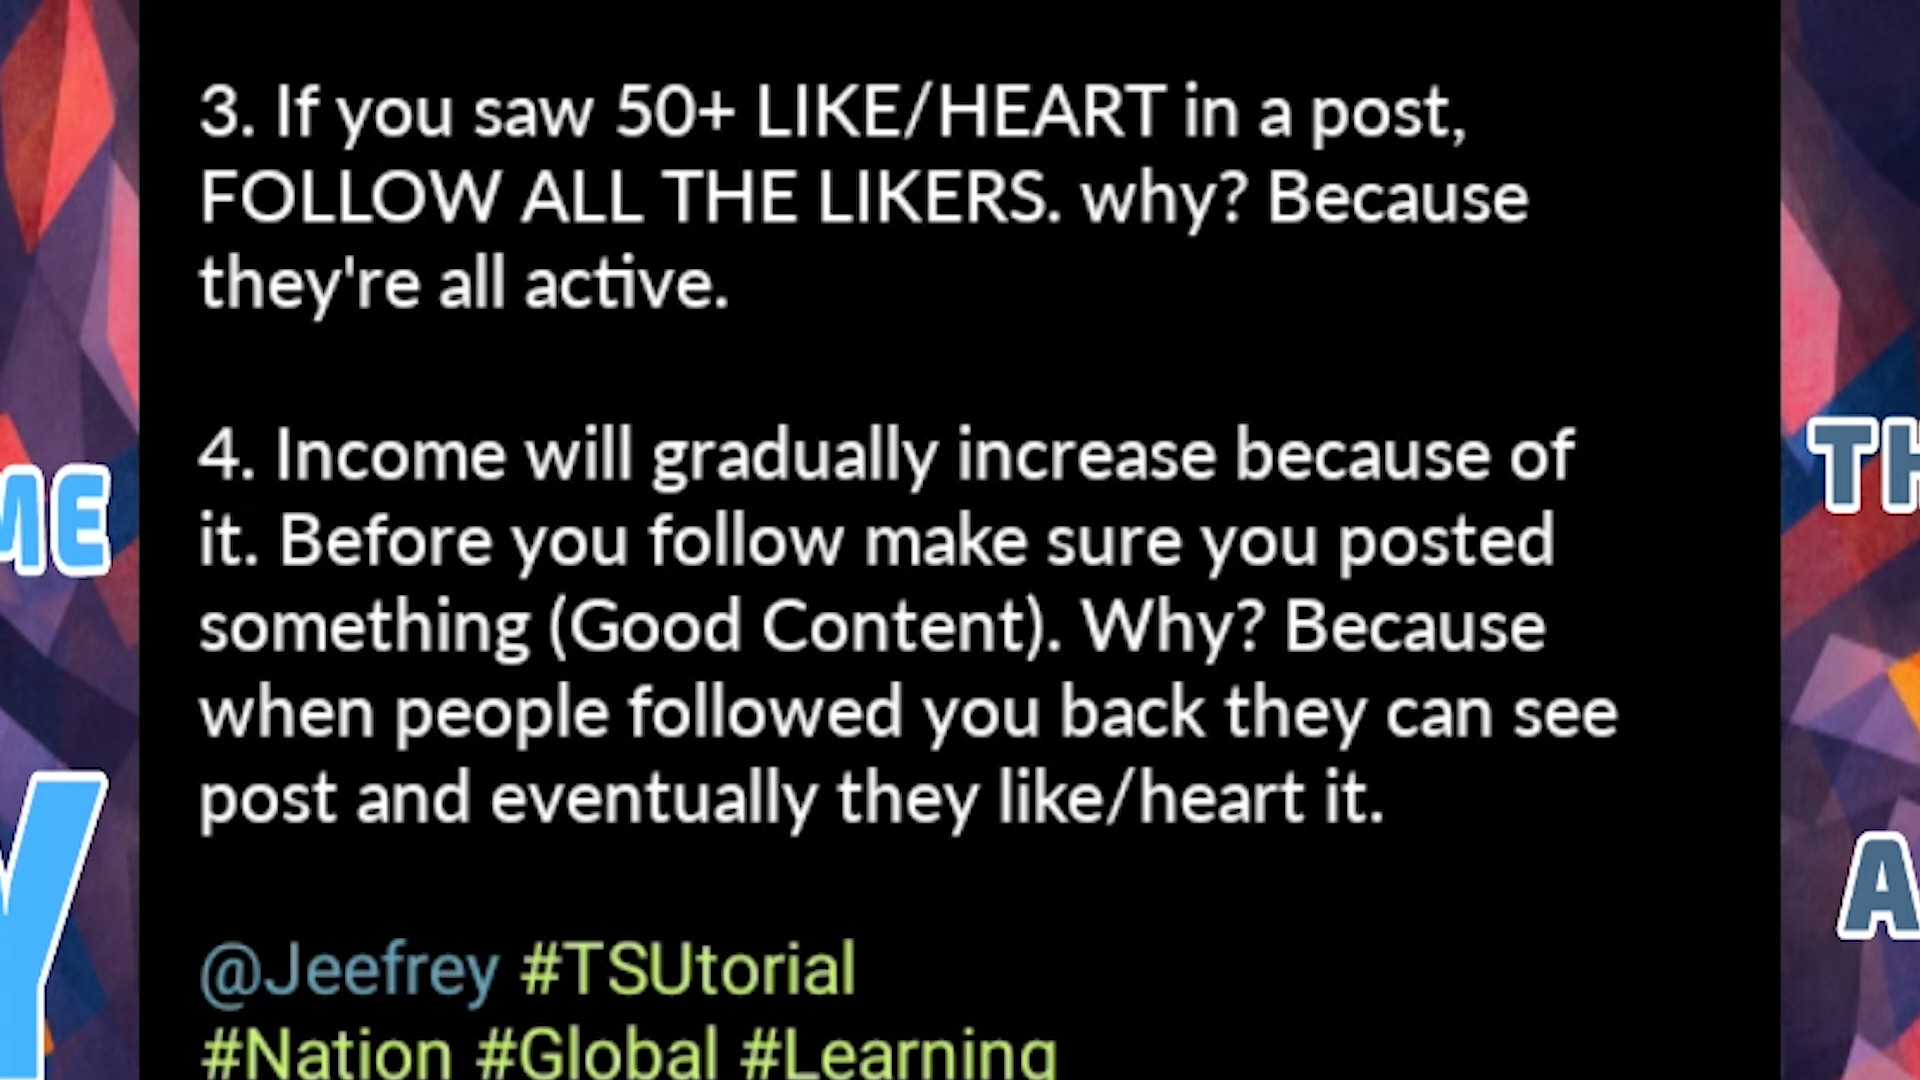 3. If you saw 50+ LIKE/HEART in a post,
FOLLOW ALL THE LIKERS. why? Because
they're all active.
4. Income will gradually increase because of
it. Before you follow make sure you posted
something (Good Content). Why? Because
when people followed you back they can see
post and eventually they like/heart it.
@Jeefrey #TSUtorial
#Nation #Global #Learning
ME
Y
TH
A